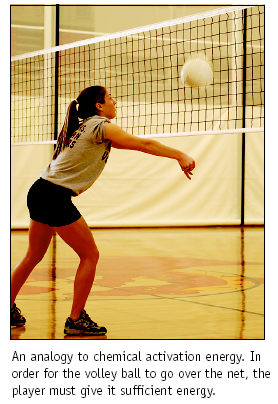 An analogy to chemical activation energy. In
order for the volley ball to go over the net, the
player must give it sufficient energy.